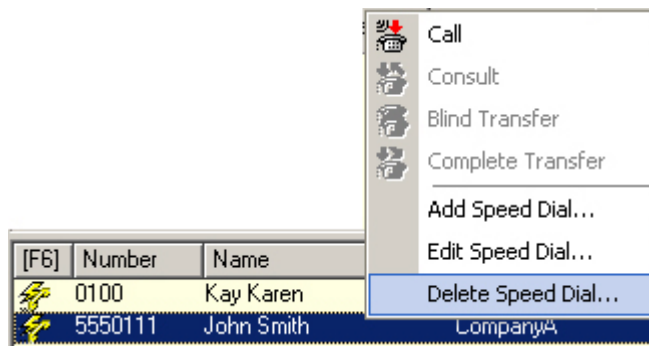 Call
Consult
Blind Transfer
Complete Transfer
Add Speed Dial...
Edit Speed Dial...
Delete Speed Dial...
[F6] Number Name
0100 Kay Karen
5550111 John Smith CompanyA